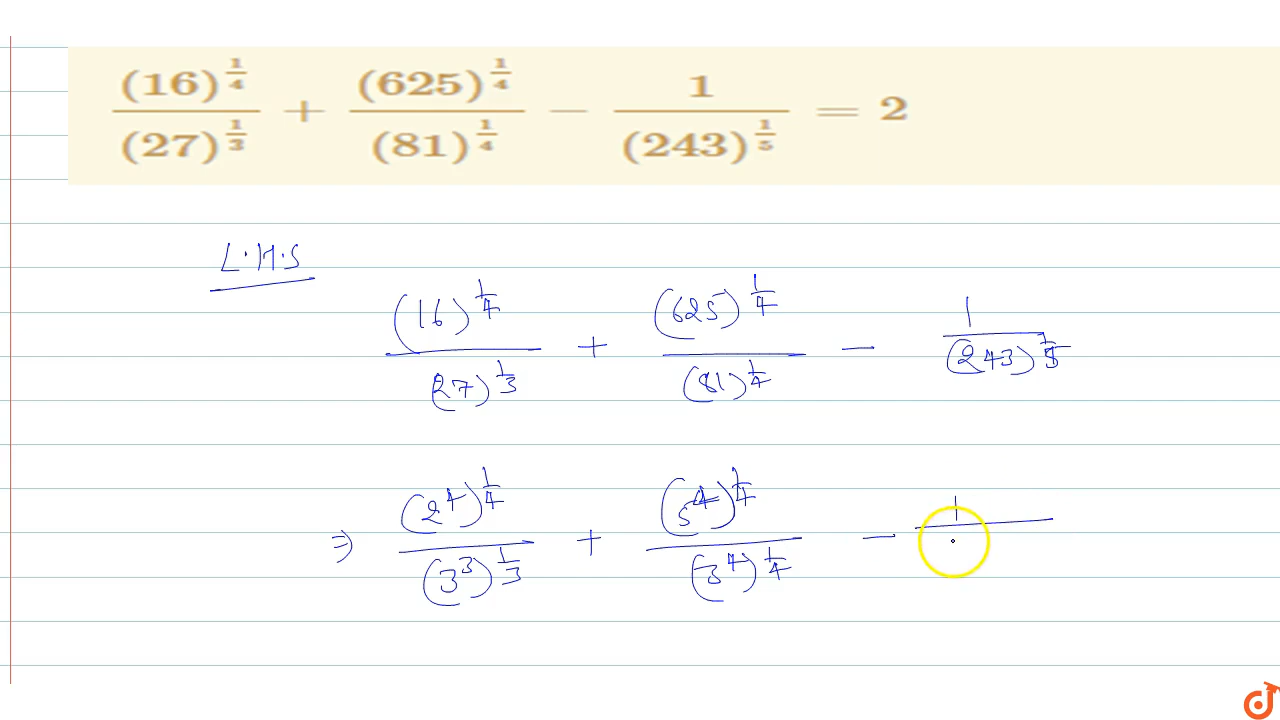 (16)^{1/4} / (27)^{1/3} + (625)^{1/4} / (81)^{1/4} − 1 / (243)^{1/5} = 2
L.H.S
(16)^{1/4} / (27)^{1/3} + (625)^{1/4} / (81)^{1/4} − 1 / (243)^{1/5}
⇒ (2^4)^{1/4} / (3^3)^{1/3} + (5^4)^{1/4} / (3^4)^{1/4} − 1 /